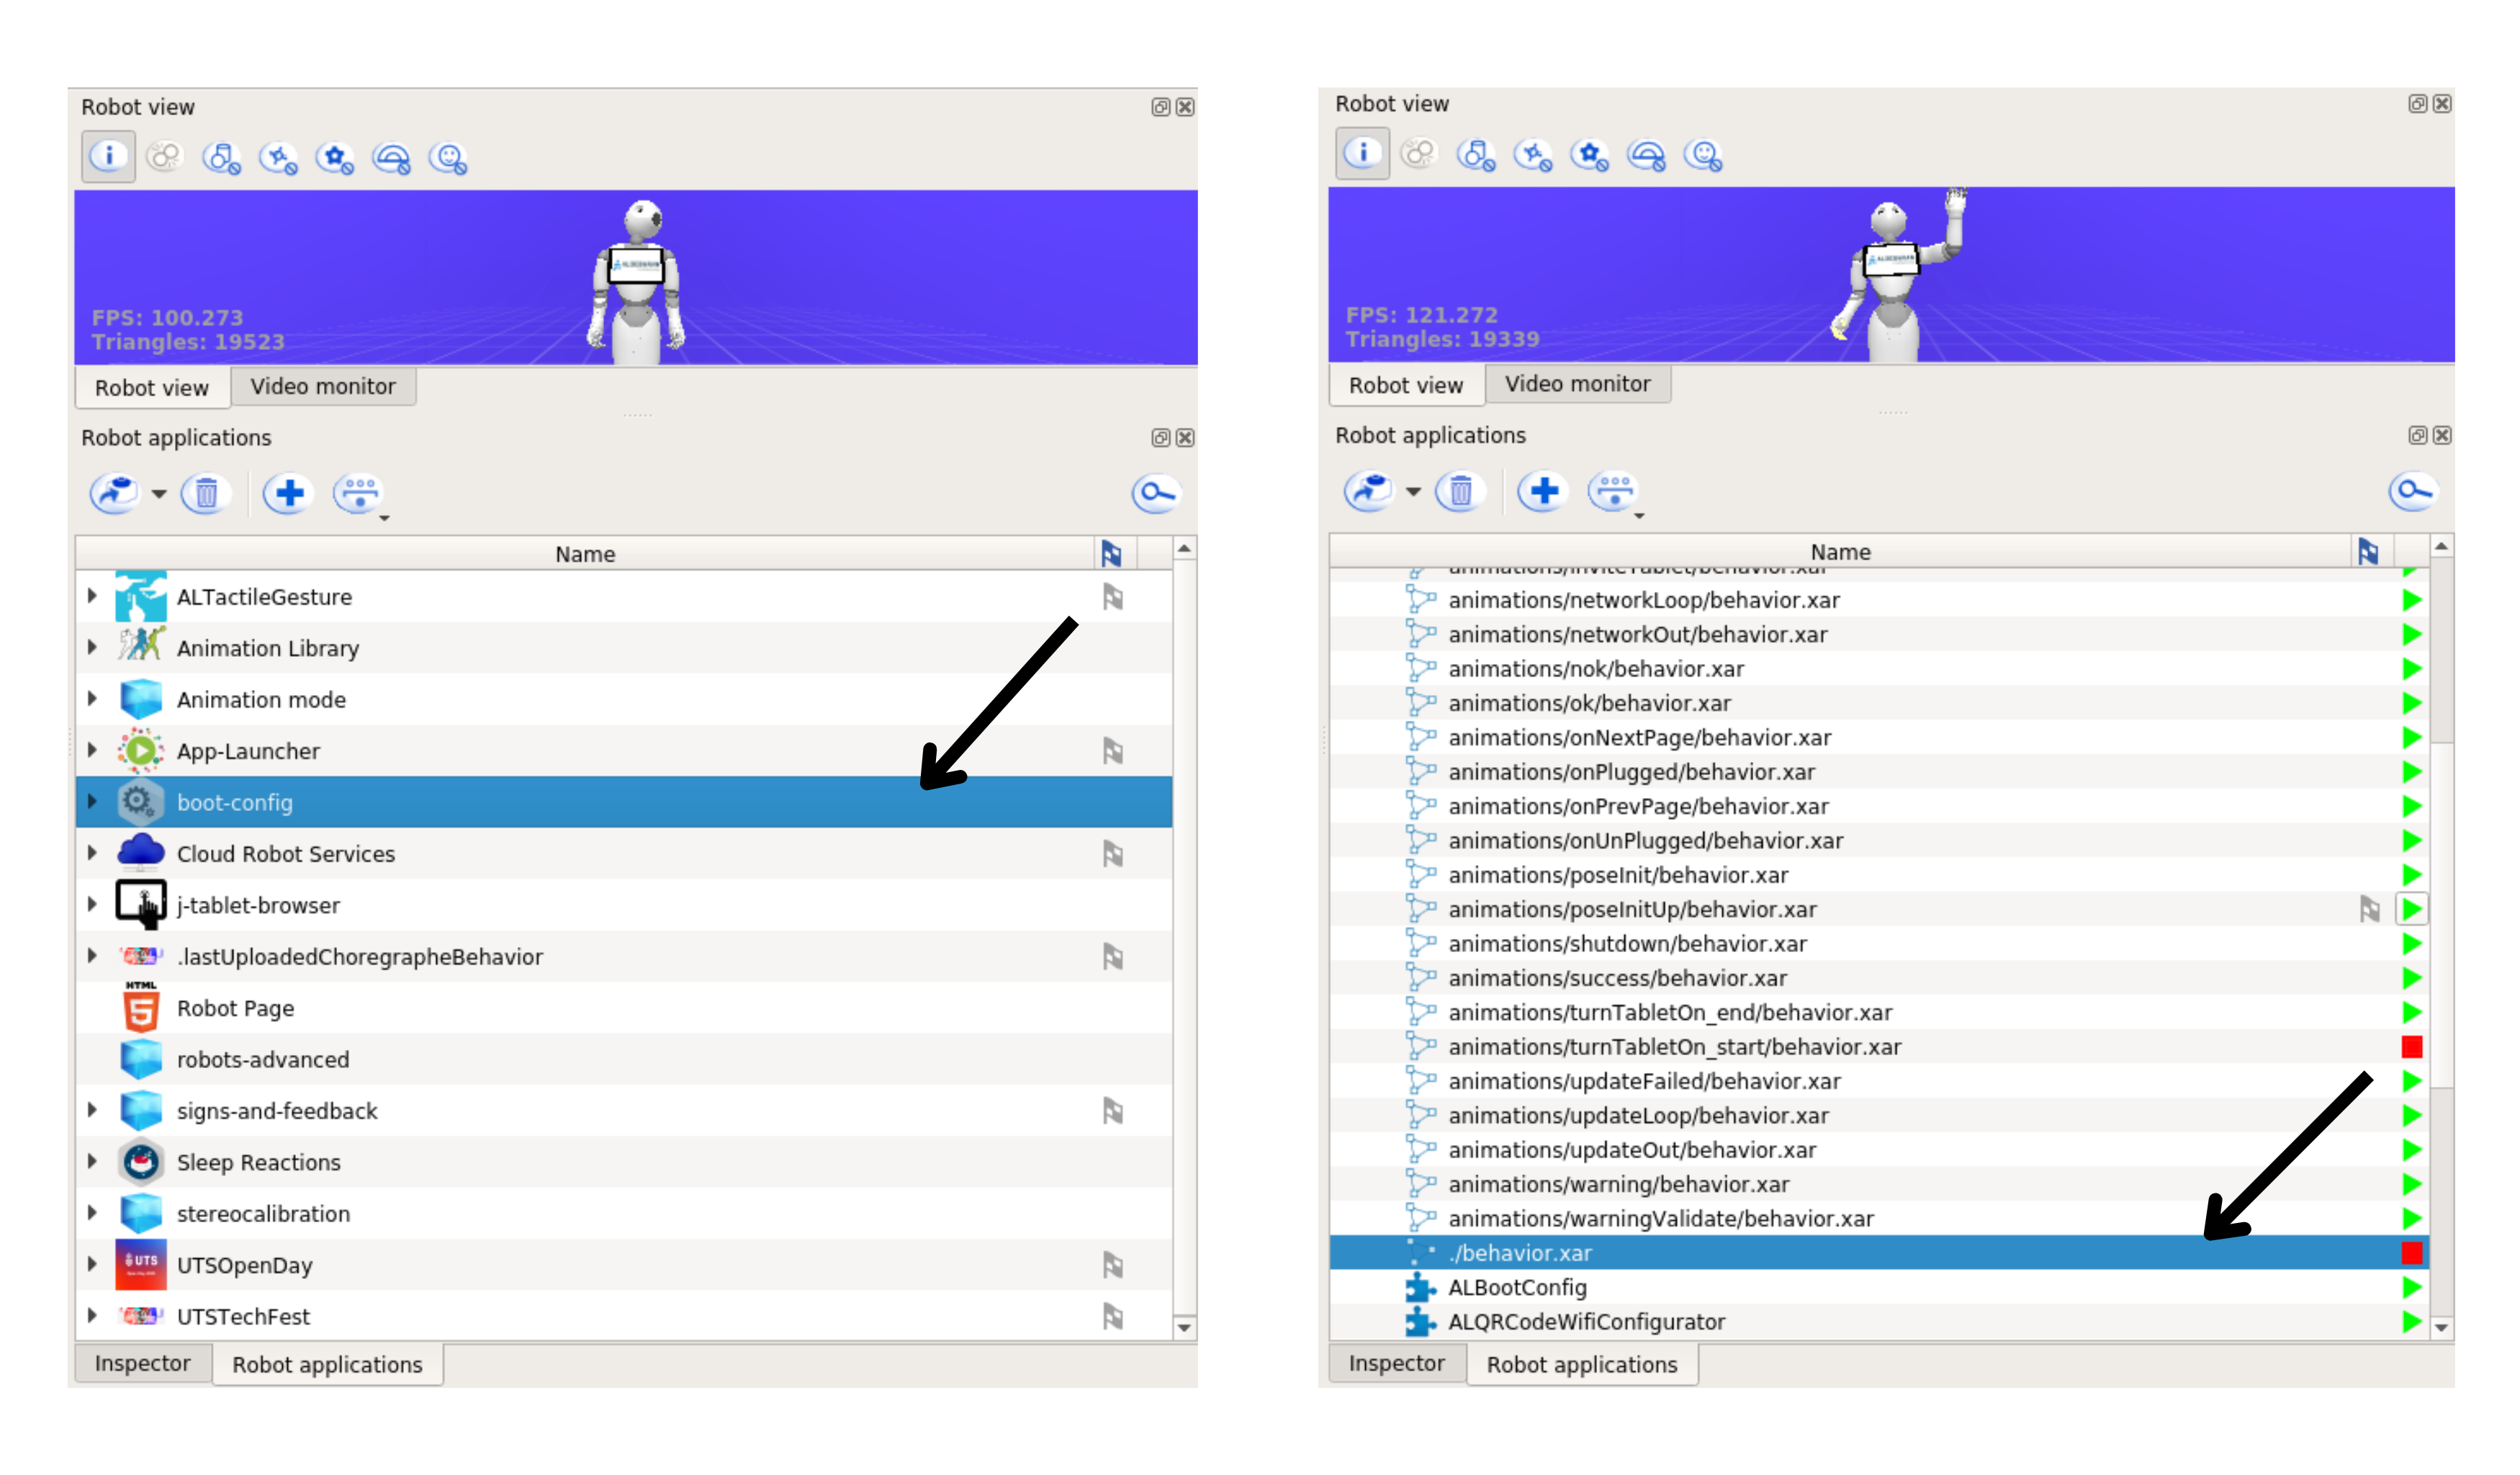 Robot view
FPS: 100.273
Triangles: 19523
Robot view
Video monitor
Robot applications
Name
ALTactileGesture
Animation Library
Animation mode
App-Launcher
boot-config
Cloud Robot Services
j-tablet-browser
.lastUploadedChoregrapheBehavior
HTML
5
Robot Page
robots-advanced
signs-and-feedback
Sleep Reactions
stereocalibration
UTS
UTSOpenDay
UTSTechFest
Inspector
Robot applications
Robot view
FPS: 121.272
Triangles: 19339
Robot view
Video monitor
Robot applications
Name
animations/inviteTablet/behavior.xar
animations/networkLoop/behavior.xar
animations/networkOut/behavior.xar
animations/nok/behavior.xar
animations/ok/behavior.xar
animations/onNextPage/behavior.xar
animations/onPlugged/behavior.xar
animations/onPrevPage/behavior.xar
animations/onUnPlugged/behavior.xar
animations/poseInit/behavior.xar
animations/poseInitUp/behavior.xar
animations/shutdown/behavior.xar
animations/success/behavior.xar
animations/turnTabletOn_end/behavior.xar
animations/turnTabletOn_start/behavior.xar
animations/updateFailed/behavior.xar
animations/updateLoop/behavior.xar
animations/updateOut/behavior.xar
animations/warning/behavior.xar
animations/warningValidate/behavior.xar
./behavior.xar
ALBootConfig
ALQRCodeWifiConfigurator
Inspector
Robot applications